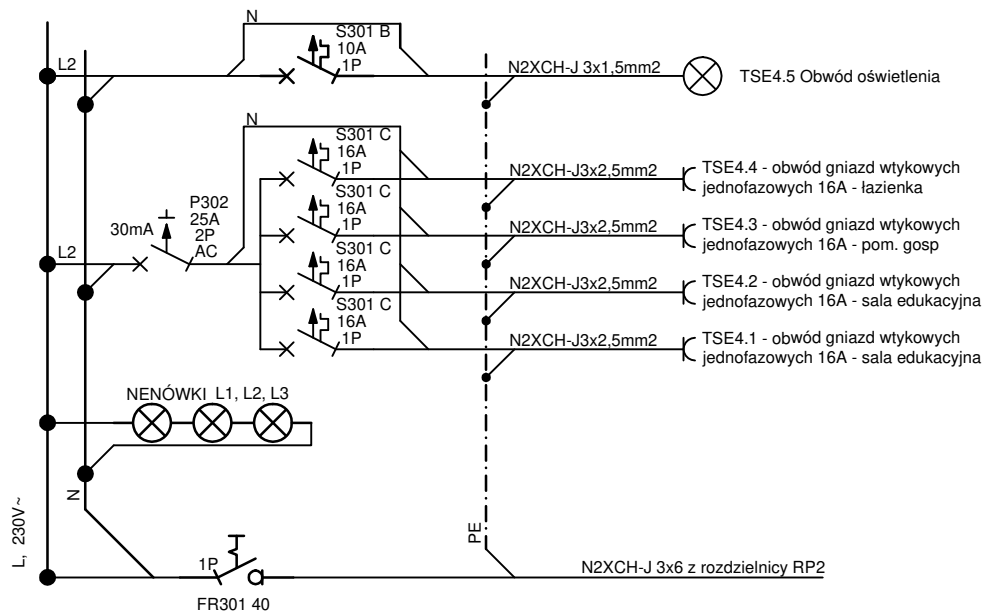 N
S301 B
10A
1P
L2
N2XCH-J 3x1,5mm2
TSE4.5 Obwód oświetlenia
N
S301 C
16A
1P
N2XCH-J3x2,5mm2
TSE4.4 - obwód gniazd wtykowych
jednofazowych 16A - łazienka
P302
25A
2P
AC
30mA
L2
S301 C
16A
1P
N2XCH-J3x2,5mm2
TSE4.3 - obwód gniazd wtykowych
jednofazowych 16A - pom. gosp
S301 C
16A
1P
N2XCH-J3x2,5mm2
TSE4.2 - obwód gniazd wtykowych
jednofazowych 16A - sala edukacyjna
S301 C
16A
1P
N2XCH-J3x2,5mm2
TSE4.1 - obwód gniazd wtykowych
jednofazowych 16A - sala edukacyjna
NENÓWKI L1, L2, L3
N
L, 230V~
PE
1P
FR301 40
N2XCH-J 3x6 z rozdzielnicy RP2